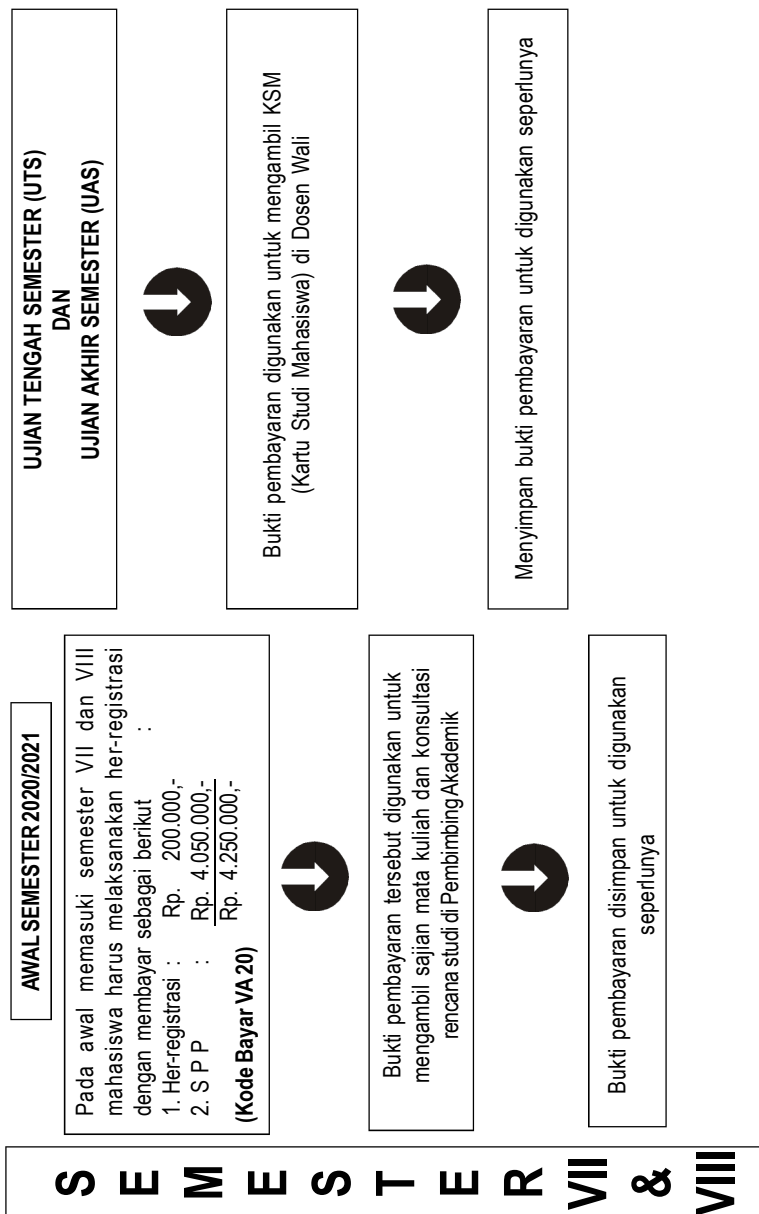 SEMESTER VII & VIII
AWAL SEMESTER 2020/2021
Pada awal memasuki semester VII dan VIII
mahasiswa harus melaksanakan her-registrasi
dengan membayar sebagai berikut :
1. Her-registrasi : Rp. 200.000,-
2. S P P : Rp. 4.050.000,-
Rp. 4.250.000,-
(Kode Bayar VA 20)
Bukti pembayaran tersebut digunakan untuk
mengambil sajian mata kuliah dan konsultasi
rencana studi di Pembimbing Akademik
Bukti pembayaran disimpan untuk digunakan
seperlunya
UJIAN TENGAH SEMESTER (UTS)
DAN
UJIAN AKHIR SEMESTER (UAS)
Bukti pembayaran digunakan untuk mengambil KSM
(Kartu Studi Mahasiswa) di Dosen Wali
Menyimpan bukti pembayaran untuk digunakan seperlunya